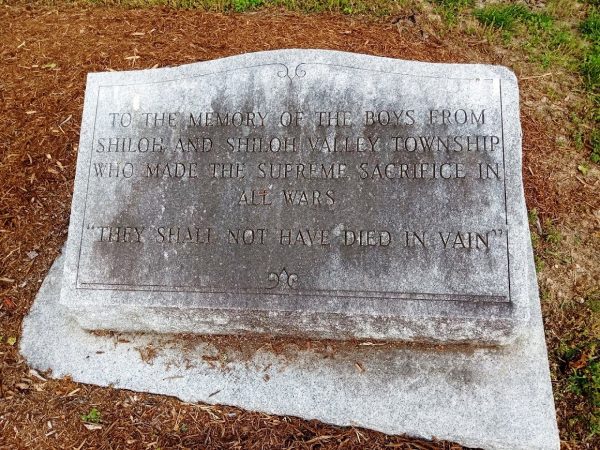 TO THE MEMORY OF THE BOYS FROM
SHILOH AND SHILOH VALLEY TOWNSHIP
WHO MADE THE SUPREME SACRIFICE IN
ALL WARS
"THEY SHALL NOT HAVE DIED IN VAIN"